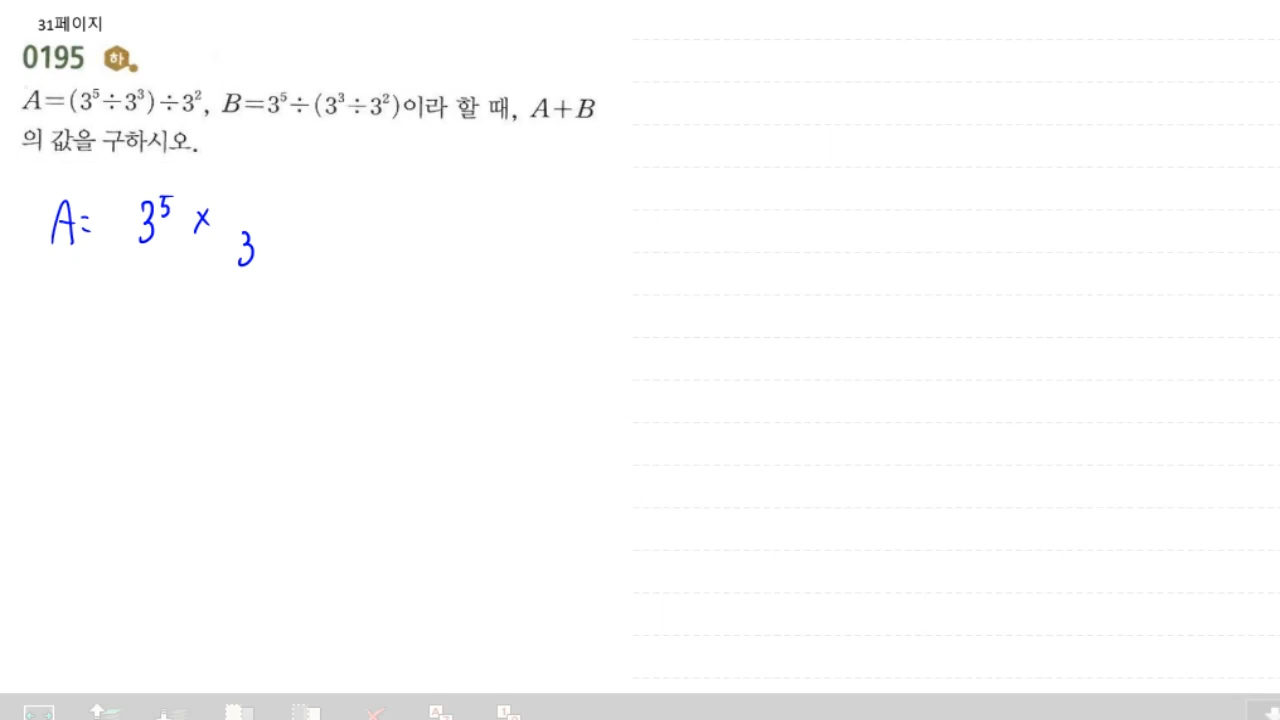 31페이지
0195 하
A=(3⁵÷3³)÷3², B=3⁵÷(3³÷3²)이라 할 때, A+B
의 값을 구하시오.
A= 3⁵ ×
3